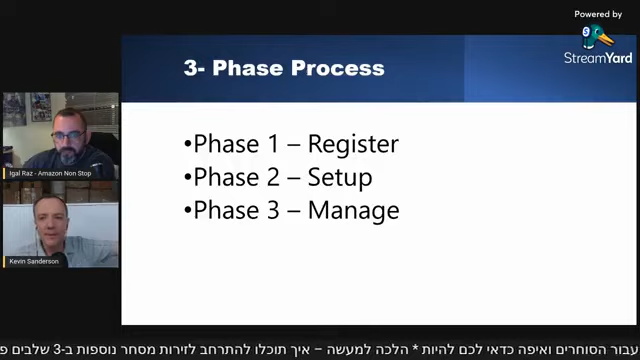 Powered by
StreamYard
3- Phase Process
•Phase 1 – Register
•Phase 2 – Setup
•Phase 3 – Manage
Igal Raz - Amazon Non Stop
Kevin Sanderson
עבור הסוחרים ואיפה כדאי לכם להיות * הלכה למעשה – איך תוכלו להתרחב לזירות מסחר נוספות ב-3 שלבים